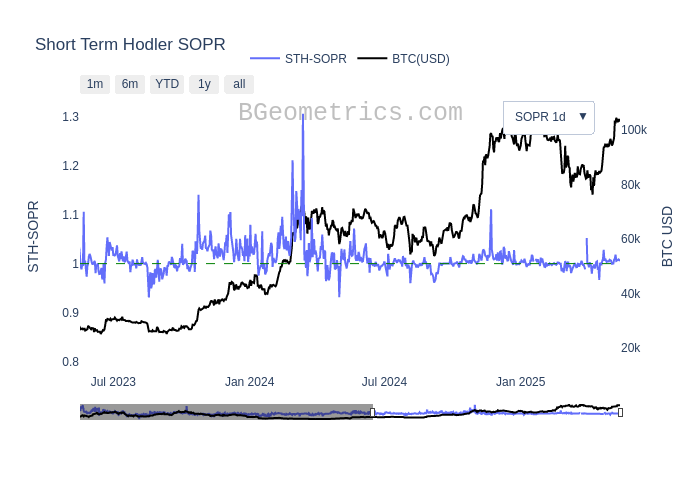 Short Term Hodler SOPR
STH-SOPR
BTC(USD)
1m
6m
YTD
1y
all
BGeometrics.com
SOPR 1d ▼
1.3
1.2
1.1
1
0.9
0.8
STH-SOPR
100k
80k
60k
40k
20k
BTC USD
Jul 2023
Jan 2024
Jul 2024
Jan 2025